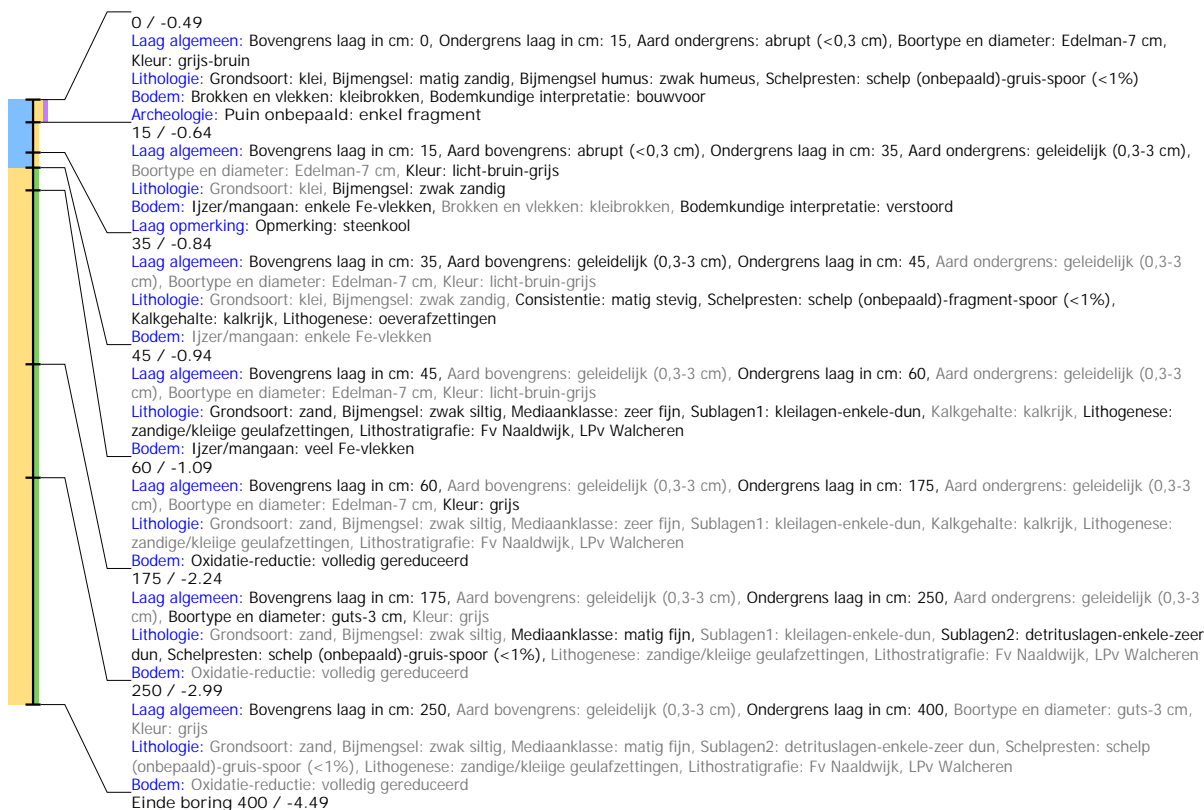 0 / -0.49
Laag algemeen: Bovengrens laag in cm: 0, Ondergrens laag in cm: 15, Aard ondergrens: abrupt (<0,3 cm), Boortype en diameter: Edelman-7 cm,
Kleur: grijs-bruin
Lithologie: Grondsoort: klei, Bijmengsel: matig zandig, Bijmengsel humus: zwak humeus, Schelpresten: schelp (onbepaald)-gruis-spoor (<1%)
Bodem: Brokken en vlekken: kleibrokken, Bodemkundige interpretatie: bouwvoor
Archeologie: Puin onbepaald: enkel fragment
15 / -0.64
Laag algemeen: Bovengrens laag in cm: 15, Aard bovengrens: abrupt (<0,3 cm), Ondergrens laag in cm: 35, Aard ondergrens: geleidelijk (0,3-3 cm),
Boortype en diameter: Edelman-7 cm, Kleur: licht-bruin-grijs
Lithologie: Grondsoort: klei, Bijmengsel: zwak zandig
Bodem: Ijzer/mangaan: enkele Fe-vlekken, Brokken en vlekken: kleibrokken, Bodemkundige interpretatie: verstoord
Laag opmerking: Opmerking: steenkool
35 / -0.84
Laag algemeen: Bovengrens laag in cm: 35, Aard bovengrens: geleidelijk (0,3-3 cm), Ondergrens laag in cm: 45, Aard ondergrens: geleidelijk (0,3-3
cm), Boortype en diameter: Edelman-7 cm, Kleur: licht-bruin-grijs
Lithologie: Grondsoort: klei, Bijmengsel: zwak zandig, Consistentie: matig stevig, Schelpresten: schelp (onbepaald)-fragment-spoor (<1%),
Kalkgehalte: kalkrijk, Lithogenese: oeverafzettingen
Bodem: Ijzer/mangaan: enkele Fe-vlekken
45 / -0.94
Laag algemeen: Bovengrens laag in cm: 45, Aard bovengrens: geleidelijk (0,3-3 cm), Ondergrens laag in cm: 60, Aard ondergrens: geleidelijk (0,3-3
cm), Boortype en diameter: Edelman-7 cm, Kleur: licht-bruin-grijs
Lithologie: Grondsoort: zand, Bijmengsel: zwak siltig, Mediaanklasse: zeer fijn, Sublagen1: kleilagen-enkele-dun, Kalkgehalte: kalkrijk, Lithogenese:
zandige/kleiige geulafzettingen, Lithostratigrafie: Fv Naaldwijk, LPv Walcheren
Bodem: Ijzer/mangaan: veel Fe-vlekken
60 / -1.09
Laag algemeen: Bovengrens laag in cm: 60, Aard bovengrens: geleidelijk (0,3-3 cm), Ondergrens laag in cm: 175, Aard ondergrens: geleidelijk (0,3-3
cm), Boortype en diameter: Edelman-7 cm, Kleur: grijs
Lithologie: Grondsoort: zand, Bijmengsel: zwak siltig, Mediaanklasse: zeer fijn, Sublagen1: kleilagen-enkele-dun, Kalkgehalte: kalkrijk, Lithogenese:
zandige/kleiige geulafzettingen, Lithostratigrafie: Fv Naaldwijk, LPv Walcheren
Bodem: Oxidatie-reductie: volledig gereduceerd
175 / -2.24
Laag algemeen: Bovengrens laag in cm: 175, Aard bovengrens: geleidelijk (0,3-3 cm), Ondergrens laag in cm: 250, Aard ondergrens: geleidelijk (0,3-3
cm), Boortype en diameter: guts-3 cm, Kleur: grijs
Lithologie: Grondsoort: zand, Bijmengsel: zwak siltig, Mediaanklasse: matig fijn, Sublagen1: kleilagen-enkele-dun, Sublagen2: detrituslagen-enkele-zeer
dun, Schelpresten: schelp (onbepaald)-gruis-spoor (<1%), Lithogenese: zandige/kleiige geulafzettingen, Lithostratigrafie: Fv Naaldwijk, LPv Walcheren
Bodem: Oxidatie-reductie: volledig gereduceerd
250 / -2.99
Laag algemeen: Bovengrens laag in cm: 250, Aard bovengrens: geleidelijk (0,3-3 cm), Ondergrens laag in cm: 400, Boortype en diameter: guts-3 cm,
Kleur: grijs
Lithologie: Grondsoort: zand, Bijmengsel: zwak siltig, Mediaanklasse: matig fijn, Sublagen2: detrituslagen-enkele-zeer dun, Schelpresten: schelp
(onbepaald)-gruis-spoor (<1%), Lithogenese: zandige/kleiige geulafzettingen, Lithostratigrafie: Fv Naaldwijk, LPv Walcheren
Bodem: Oxidatie-reductie: volledig gereduceerd
Einde boring 400 / -4.49